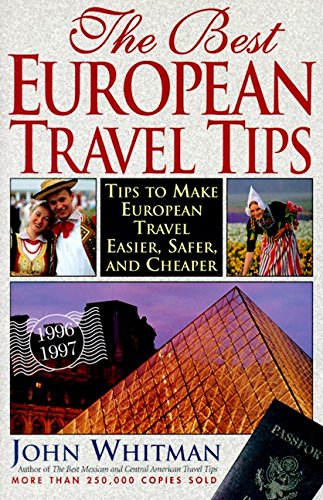 The Best
EUROPEAN
TRAVEL TIPS
TIPS TO MAKE
EUROPEAN
TRAVEL
EASIER, SAFER,
AND CHEAPER
1996
1997
JOHN WHITMAN
Author of The Best Mexican and Central American Travel Tips
MORE THAN 250,000 COPIES SOLD